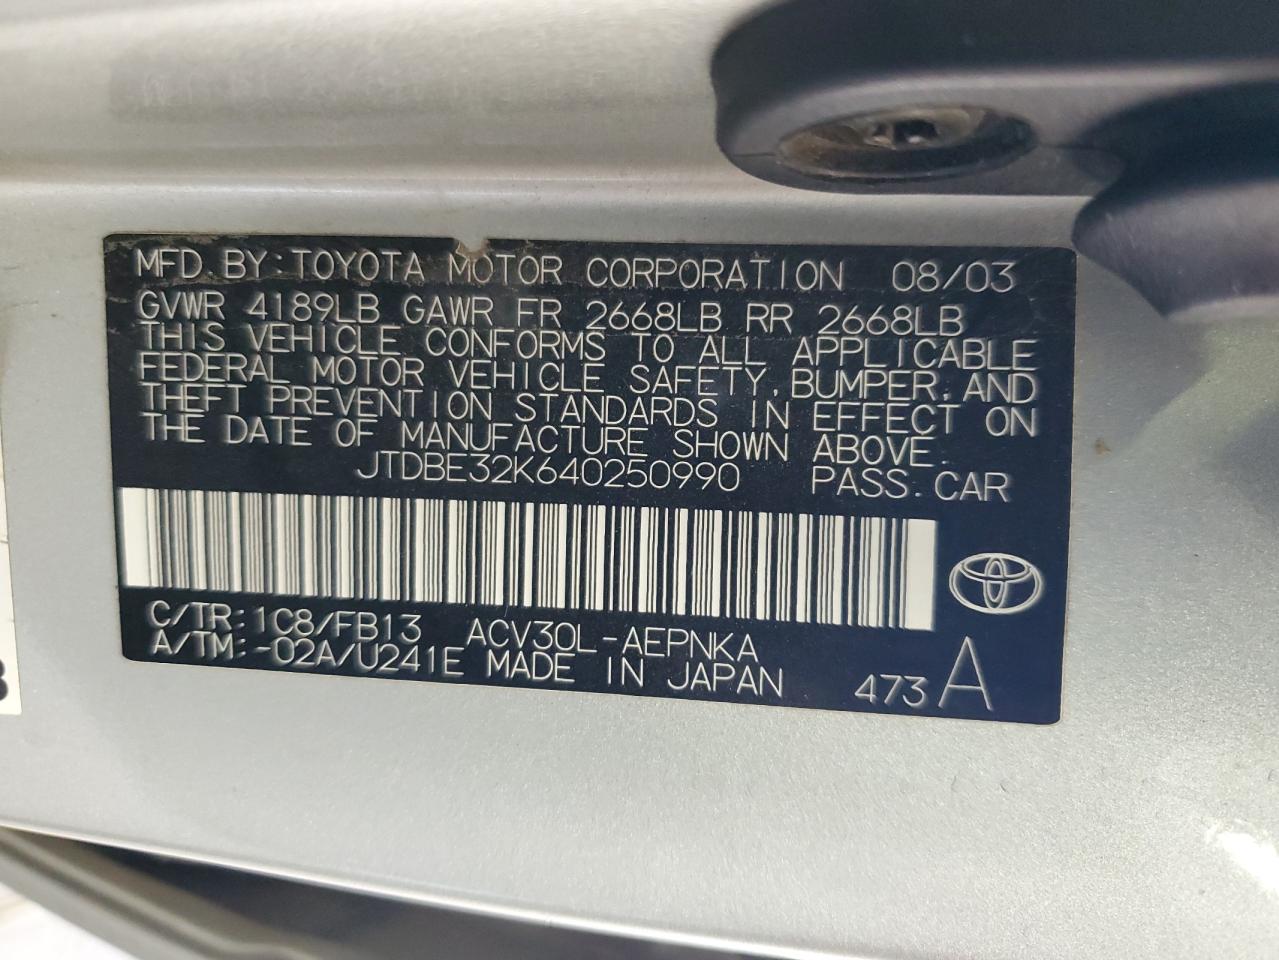 MFD. BY: TOYOTA MOTOR CORPORATION 08/03
GVWR 4189LB GAWR FR 2668LB RR 2668LB
THIS VEHICLE CONFORMS TO ALL APPLICABLE
FEDERAL MOTOR VEHICLE SAFETY, BUMPER, AND
THEFT PREVENTION STANDARDS IN EFFECT ON
THE DATE OF MANUFACTURE SHOWN ABOVE.
JTDBE32K640250990 PASS. CAR
C/TR: 1C8/FB13 ACV30L-AEPNKA
A/TM: -02A/U241E MADE IN JAPAN 473 A